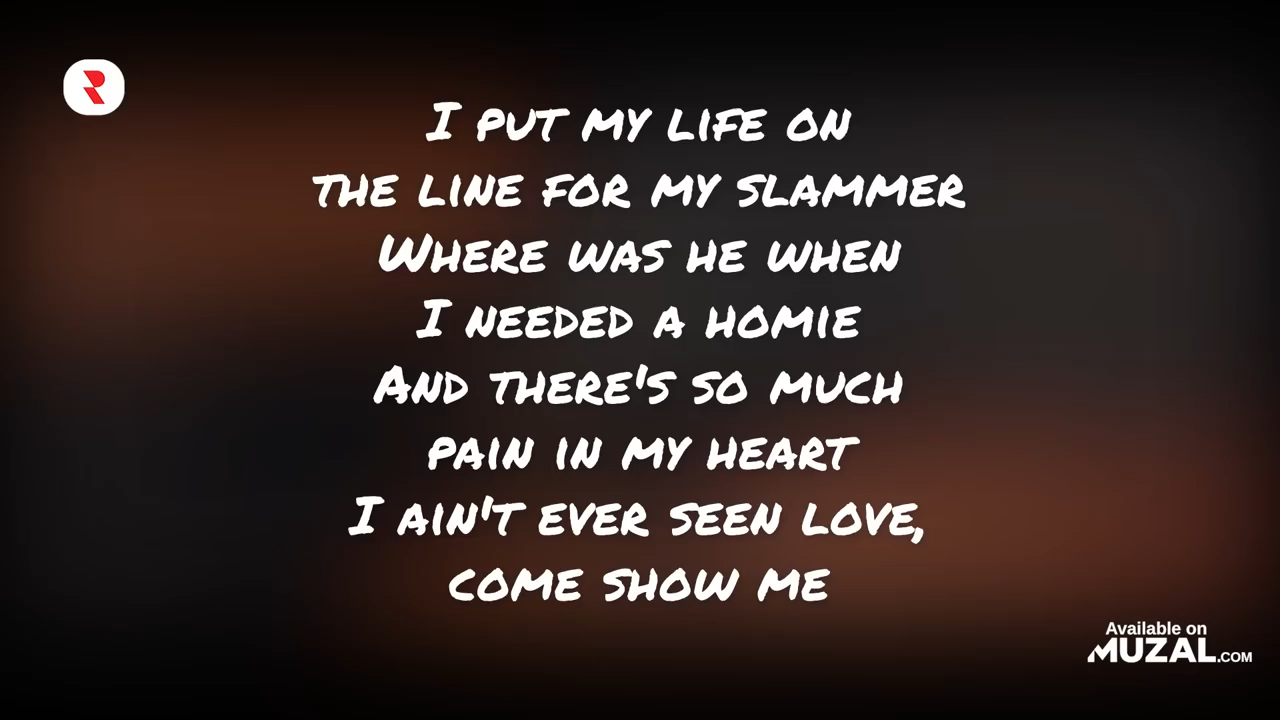 I PUT MY LIFE ON
THE LINE FOR MY SLAMMER
WHERE WAS HE WHEN
I NEEDED A HOMIE
AND THERE'S SO MUCH
PAIN IN MY HEART
I AIN'T EVER SEEN LOVE,
COME SHOW ME
Available on
MUZAL.COM